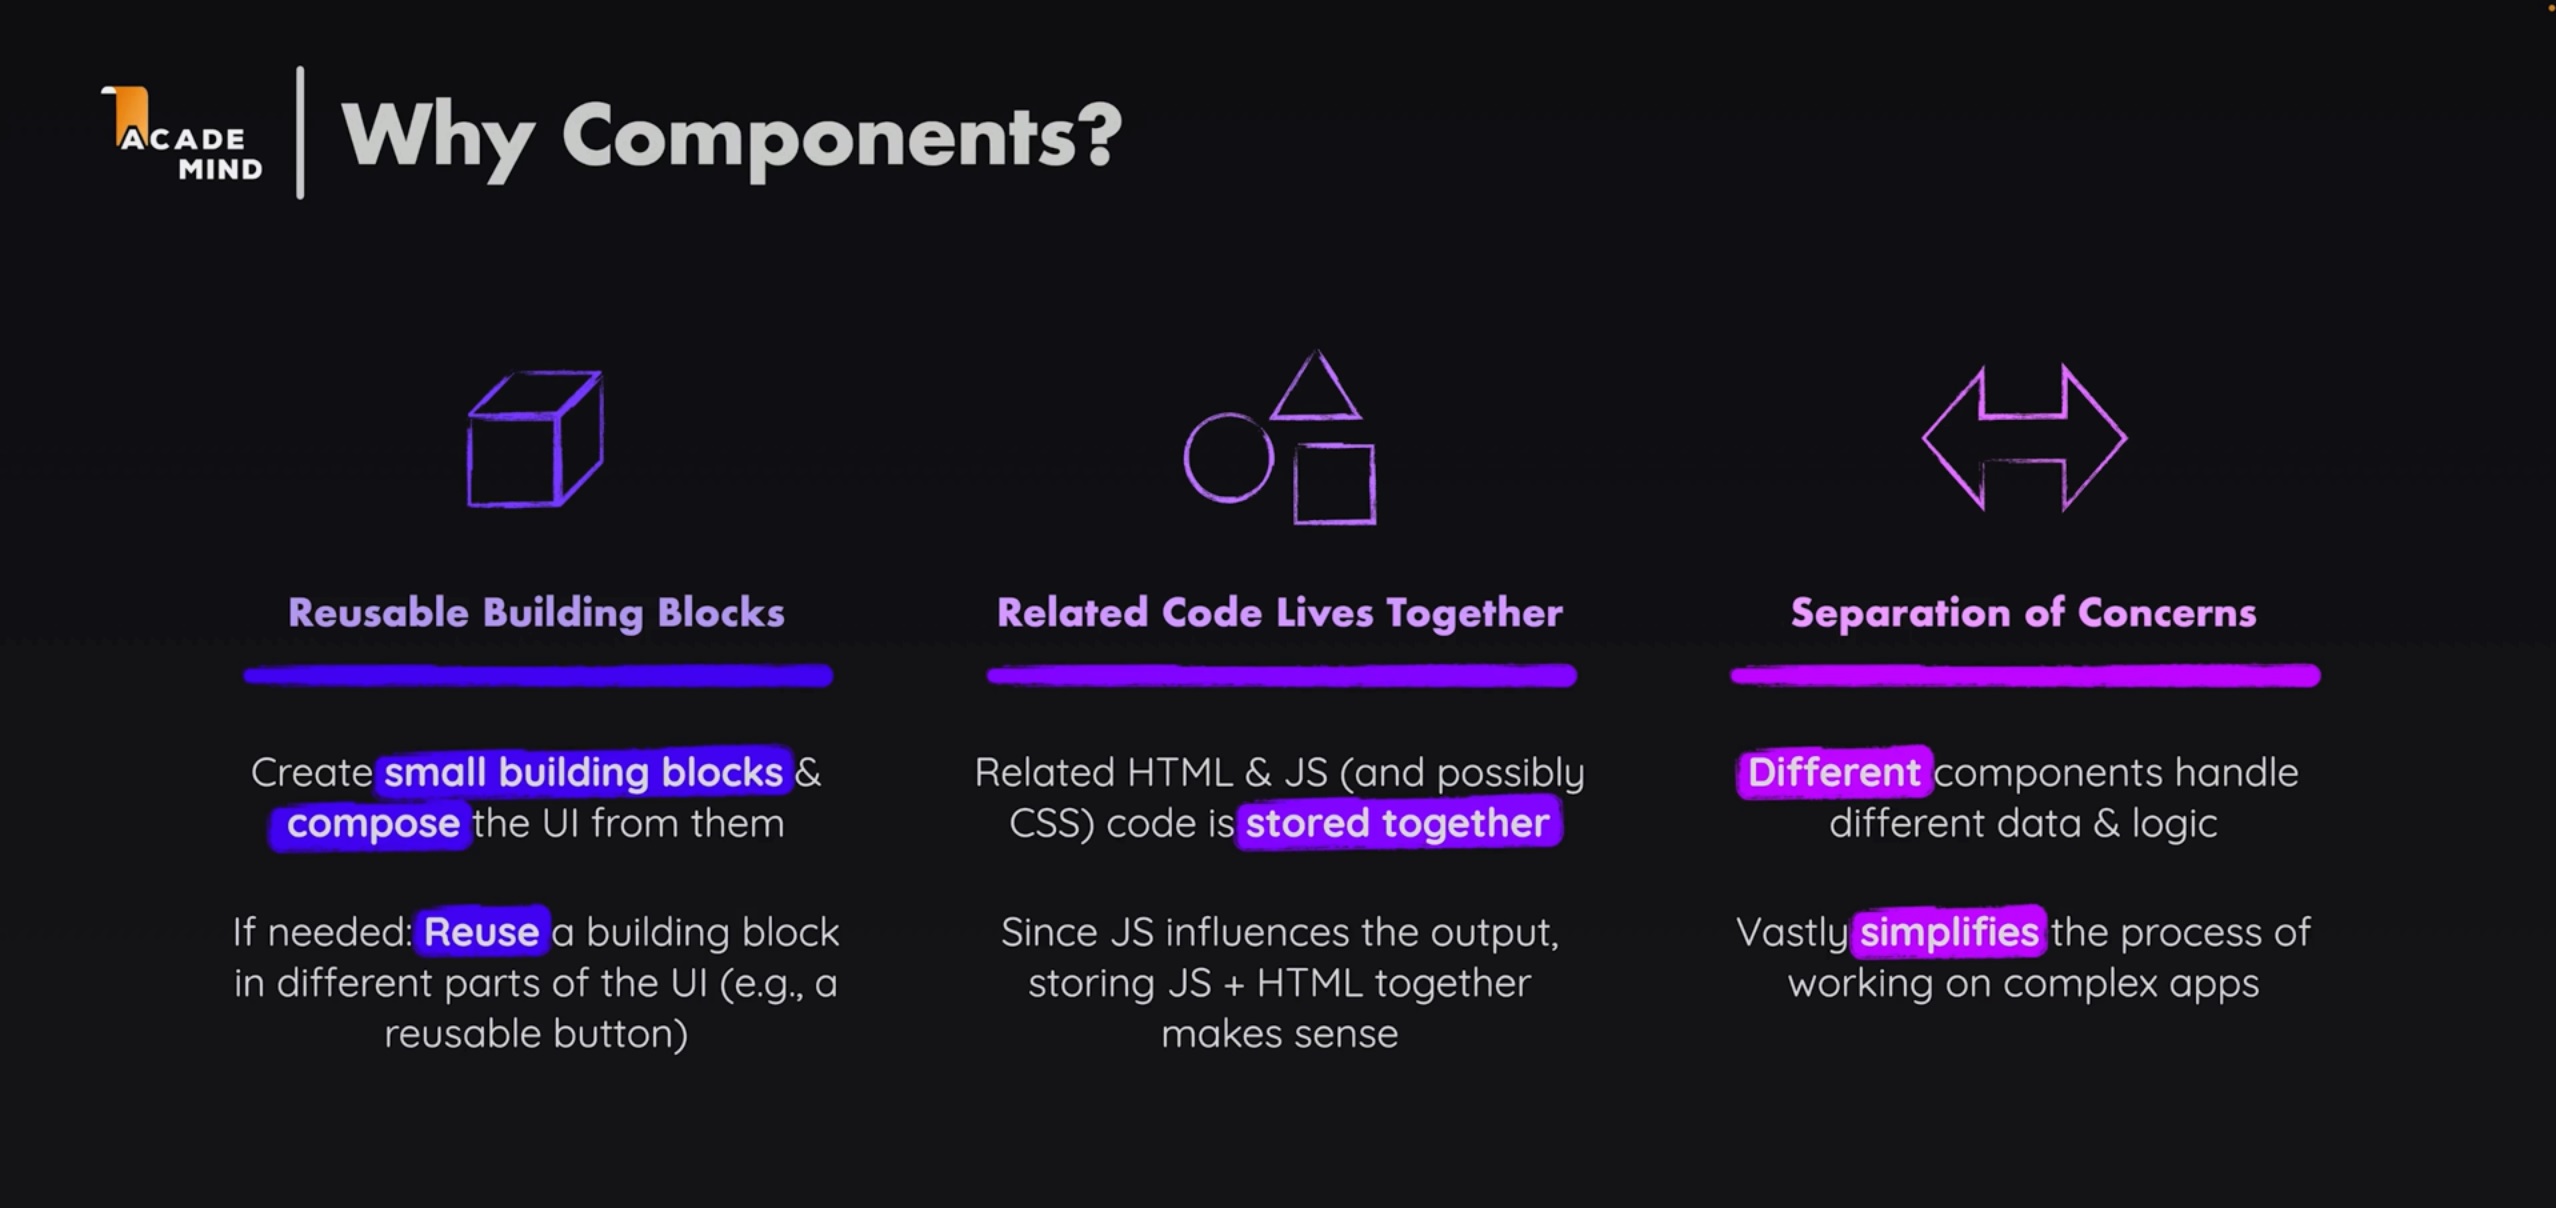 ACADE
MIND
Why Components?
Reusable Building Blocks
Create small building blocks &
compose the UI from them
If needed: Reuse a building block
in different parts of the UI (e.g., a
reusable button)
Related Code Lives Together
Related HTML & JS (and possibly
CSS) code is stored together
Since JS influences the output,
storing JS + HTML together
makes sense
Separation of Concerns
Different components handle
different data & logic
Vastly simplifies the process of
working on complex apps